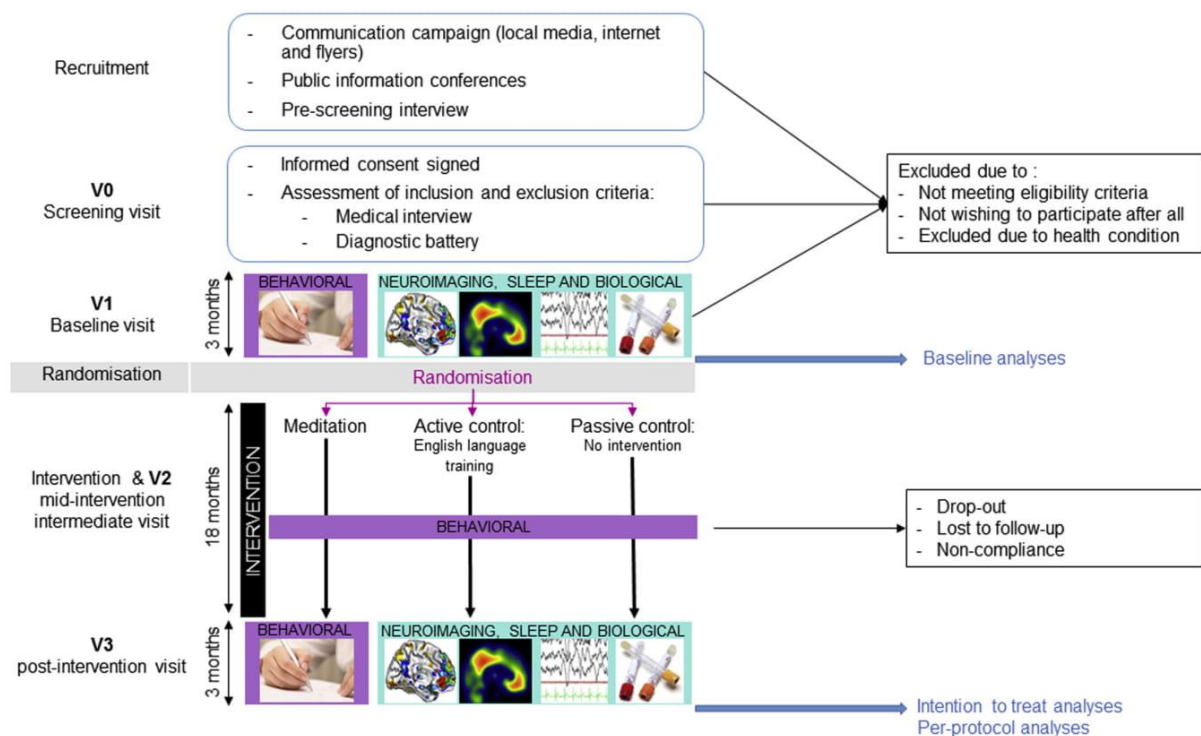 Recruitment
- Communication campaign (local media, internet
and flyers)
- Public information conferences
- Pre-screening interview
V0
Screening visit
- Informed consent signed
- Assessment of inclusion and exclusion criteria:
- Medical interview
- Diagnostic battery
Excluded due to :
- Not meeting eligibility criteria
- Not wishing to participate after all
- Excluded due to health condition
V1
Baseline visit
3 months
BEHAVIORAL
NEUROIMAGING, SLEEP AND BIOLOGICAL
Baseline analyses
Randomisation
Randomisation
Intervention & V2
mid-intervention
intermediate visit
18 months
INTERVENTION
Meditation
Active control:
English language
training
Passive control:
No intervention
BEHAVIORAL
- Drop-out
- Lost to follow-up
- Non-compliance
V3
post-intervention visit
3 months
BEHAVIORAL
NEUROIMAGING, SLEEP AND BIOLOGICAL
Intention to treat analyses
Per-protocol analyses